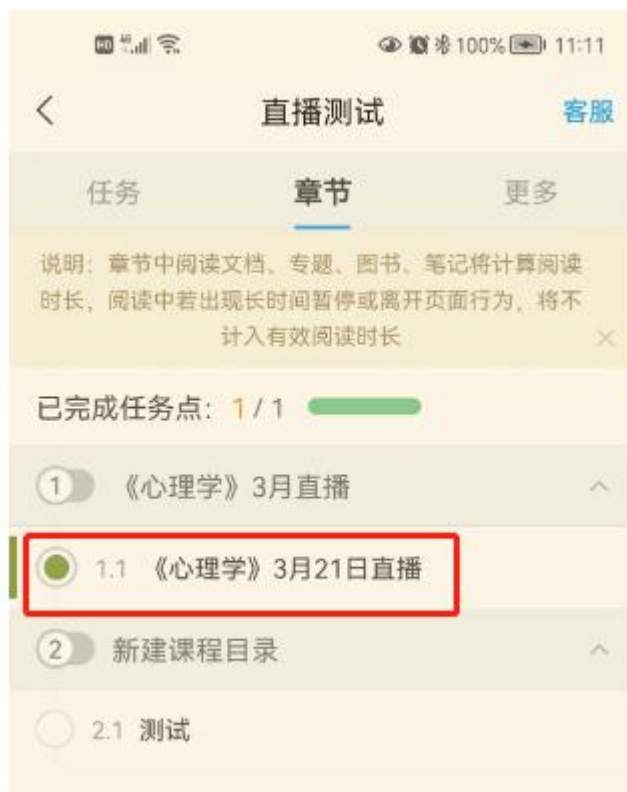 HD 4G 100% 11:11
直播测试 客服
任务 章节 更多
说明：章节中阅读文档、专题、图书、笔记将计算阅读
时长，阅读中若出现长时间暂停或离开页面行为，将不
计入有效阅读时长
已完成任务点：1/1
1 《心理学》3月直播
1.1 《心理学》3月21日直播
2 新建课程目录
2.1 测试